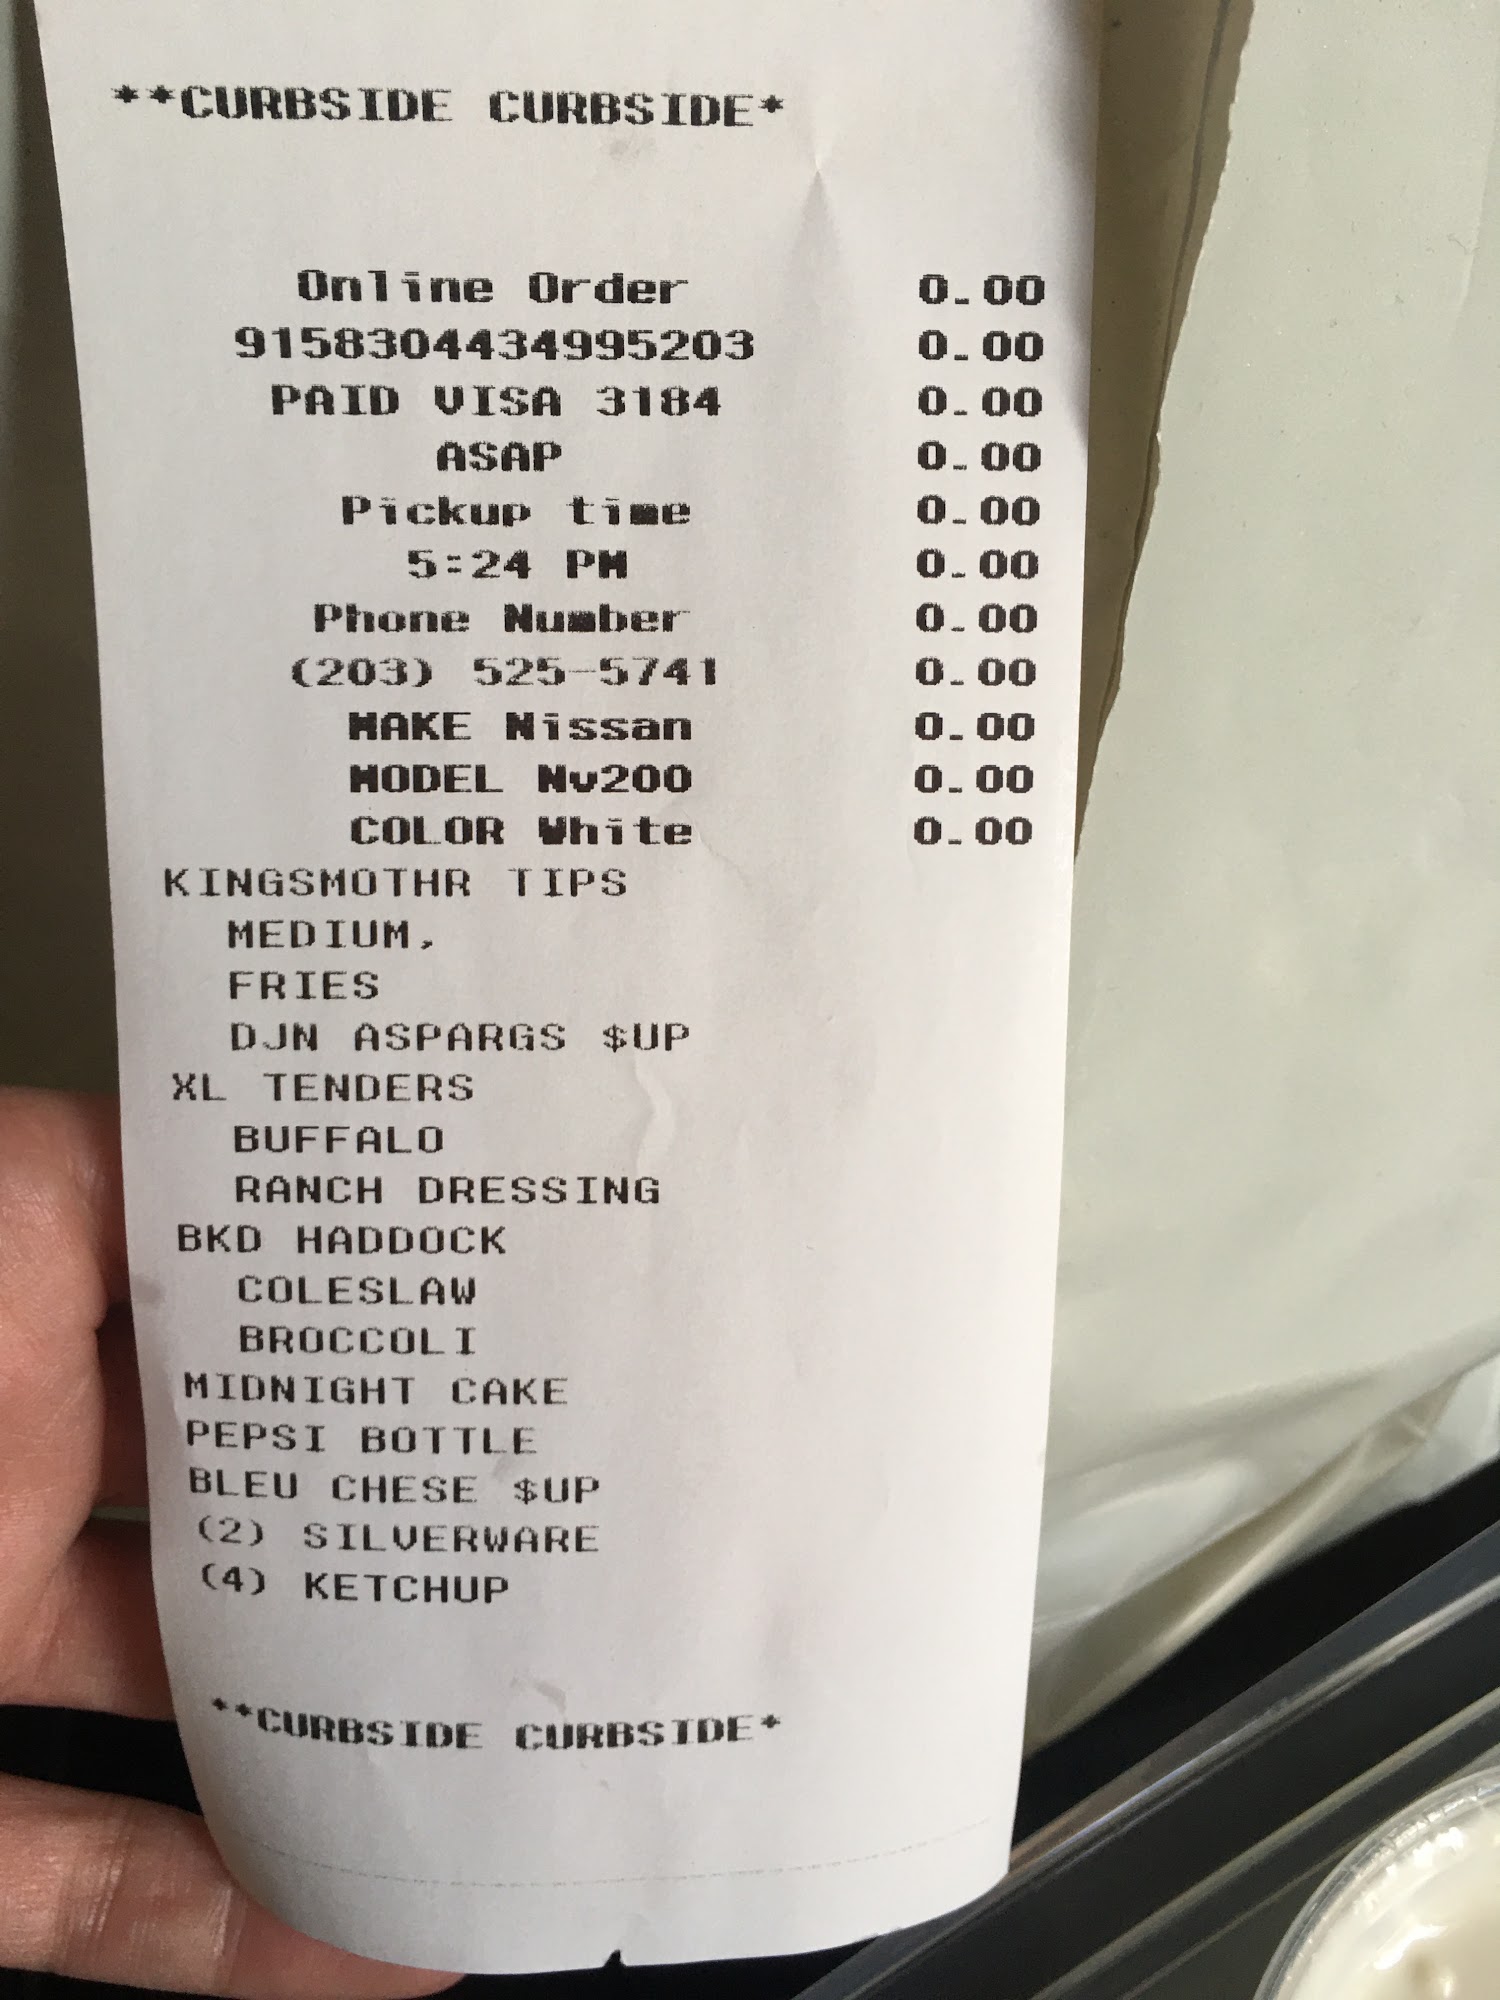 **CURBSIDE CURBSIDE*
Online Order 0.00
9158304434995203 0.00
PAID VISA 3184 0.00
ASAP 0.00
Pickup time 0.00
5:24 PM 0.00
Phone Number 0.00
(203) 525-5741 0.00
MAKE Nissan 0.00
MODEL Nv200 0.00
COLOR White 0.00
KINGSMOTHR TIPS
MEDIUM,
FRIES
DJN ASPARGS $UP
XL TENDERS
BUFFALO
RANCH DRESSING
BKD HADDOCK
COLESLAW
BROCCOLI
MIDNIGHT CAKE
PEPSI BOTTLE
BLEU CHESE $UP
(2) SILVERWARE
(4) KETCHUP
**CURBSIDE CURBSIDE*